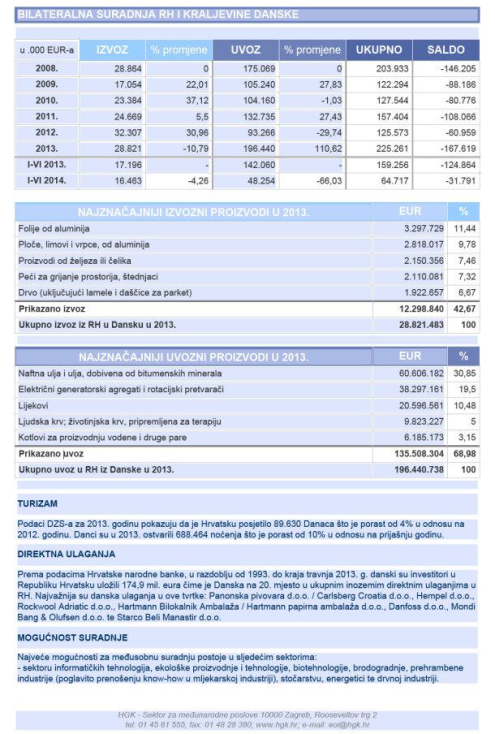 BILATERALNA SURADNJA RH I KRALJEVINE DANSKE
u .000 EUR-a IZVOZ % promjene UVOZ % promjene UKUPNO SALDO
2008. 28.864 0 175.069 0 203.933 -146.205
2009. 17.054 22,01 105.240 27,83 122.294 -88.186
2010. 23.384 37,12 104.160 -1,03 127.544 -80.776
2011. 24.669 5,5 132.735 27,43 157.404 -108.066
2012. 32.307 30,96 93.266 -29,74 125.573 -60.959
2013. 28.821 -10,79 196.440 110,62 225.261 -167.619
I-VI 2013. 17.196 - 142.060 - 159.256 -124.864
I-VI 2014. 16.463 -4,26 48.254 -66,03 64.717 -31.791
NAJZNAČAJNIJI IZVOZNI PROIZVODI U 2013. EUR %
Folije od aluminija 3.297.729 11,44
Ploče, limovi i vrpce, od aluminija 2.818.017 9,78
Proizvodi od željeza ili čelika 2.150.356 7,46
Peći za grijanje prostorija, štednjaci 2.110.081 7,32
Drvo (uključujući lamele i daščice za parket) 1.922.657 6,67
Prikazano izvoz 12.298.840 42,67
Ukupno izvoz iz RH u Dansku u 2013. 28.821.483 100
NAJZNAČAJNIJI UVOZNI PROIZVODI U 2013. EUR %
Naftna ulja i ulja, dobivena od bitumenskih minerala 60.606.182 30,85
Električni generatorski agregati i rotacijski pretvarači 38.297.161 19,5
Lijekovi 20.596.561 10,48
Ljudska krv; životinjska krv, pripremljena za terapiju 9.823.227 5
Kotlovi za proizvodnju vodene i druge pare 6.185.173 3,15
Prikazano uvoz 135.508.304 68,98
Ukupno uvoz u RH iz Danske u 2013. 196.440.738 100
TURIZAM
Podaci DZS-a za 2013. godinu pokazuju da je Hrvatsku posjetilo 89.630 Danaca što je porast od 4% u odnosu na
2012. godinu. Danci su u 2013. ostvarili 688.464 noćenja što je porast od 10% u odnosu na prijašnju godinu.
DIREKTNA ULAGANJA
Prema podacima Hrvatske narodne banke, u razdoblju od 1993. do kraja travnja 2013. g. danski su investitori u
Republiku Hrvatsku uložili 174,9 mil. eura čime je Danska na 20. mjesto u ukupnim inozemim direktnim ulaganjima u
RH. Najvažnija su danska ulaganja u ove tvrtke: Panonska pivovara d.o.o. / Carlsberg Croatia d.o.o., Hempel d.o.o.,
Rockwool Adriatic d.o.o., Hartmann Bilokalnik Ambalaža / Hartmann papirna ambalaža d.o.o., Danfoss d.o.o., Mondi
Bang & Olufsen d.o.o. te Starco Beli Manastir d.o.o.
MOGUĆNOST SURADNJE
Najveće mogućnosti za međusobnu suradnju postoje u sljedećim sektorima:
- sektoru informatičkih tehnologija, ekološke proizvodnje i tehnologije, biotehnologije, brodogradnje, prehrambene
industrije (poglavito prenošenju know-how u mljekarskoj industriji), stočarstvu, energetici te drvnoj industriji.
HGK - Sektor za međunarodne poslove 10000 Zagreb, Rooseveltov trg 2
tel: 01 45 61 555, fax: 01 48 28 380; www.hgk.hr; e-mail: eoi@hgk.hr